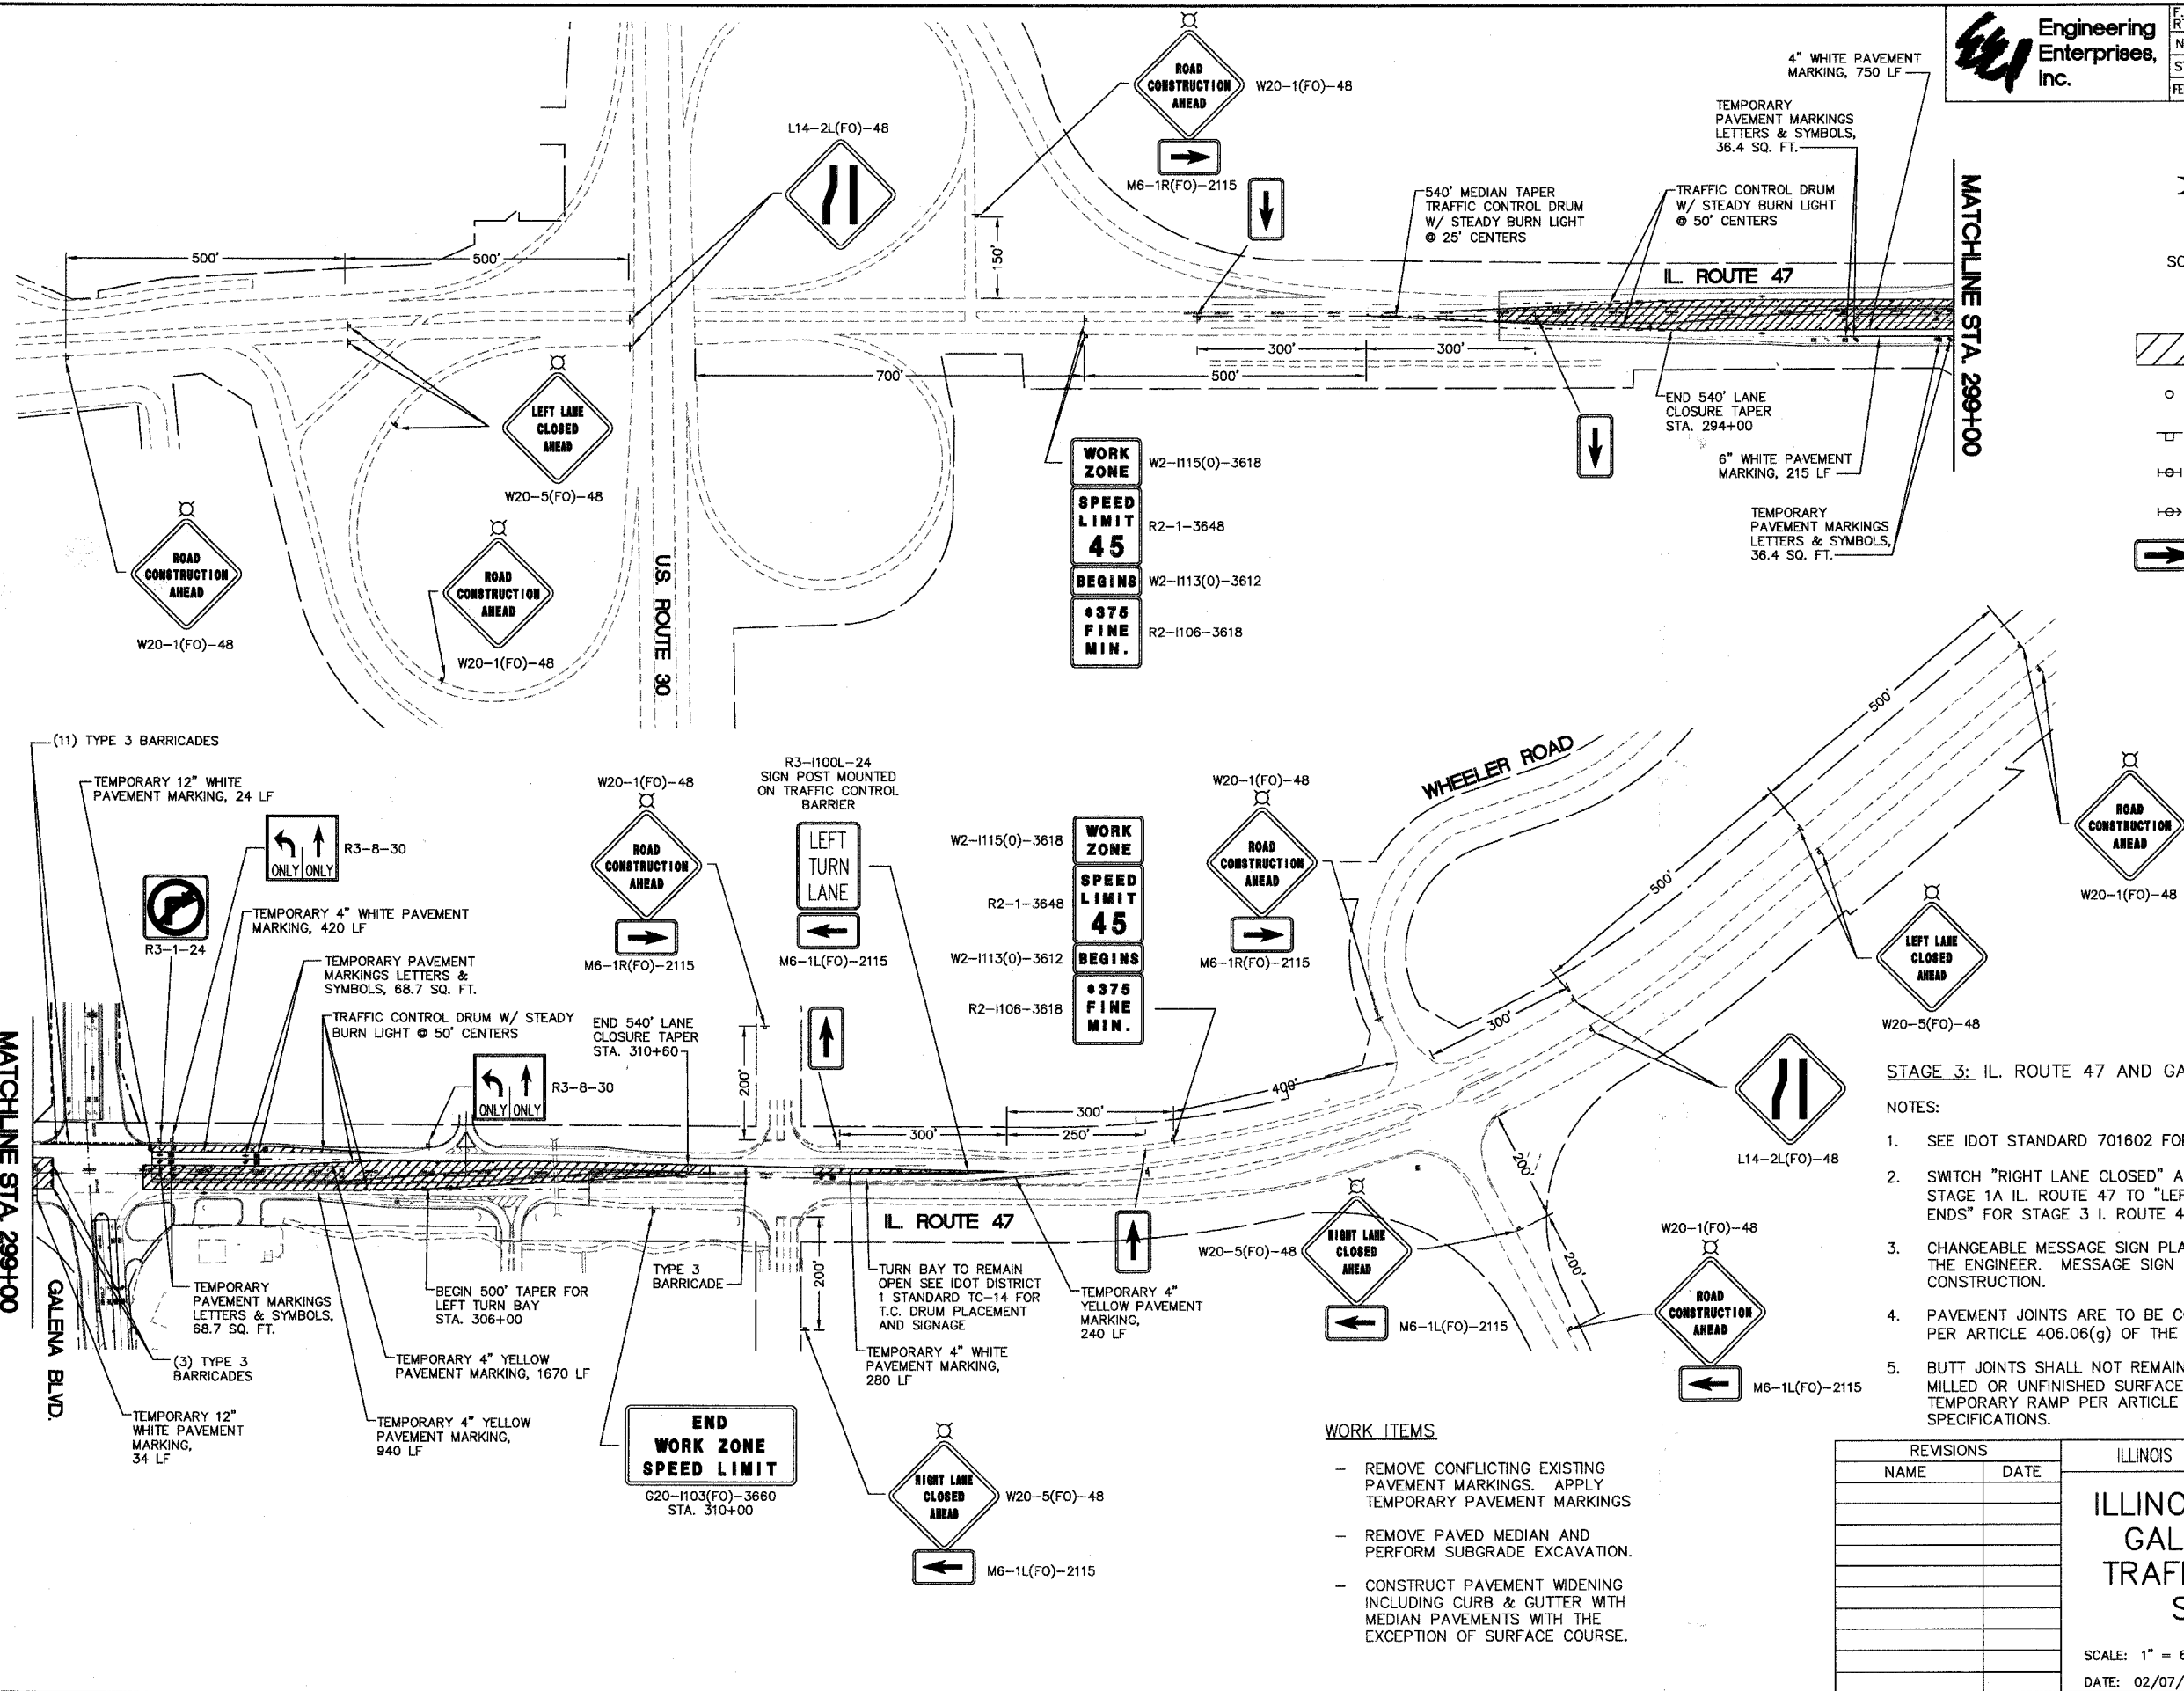 Engineering
Enterprises,
Inc.
ROAD
CONSTRUCTION
AHEAD
W20-1(FO)-48
M6-1R(FO)-2115
L14-2L(FO)-48
4" WHITE PAVEMENT
MARKING, 750 LF
TEMPORARY
PAVEMENT MARKINGS
LETTERS & SYMBOLS,
36.4 SQ. FT.
540' MEDIAN TAPER
TRAFFIC CONTROL DRUM
W/ STEADY BURN LIGHT
@ 25' CENTERS
TRAFFIC CONTROL DRUM
W/ STEADY BURN LIGHT
@ 50' CENTERS
MATCHLINE STA. 299+00
500'
500'
150'
IL. ROUTE 47
300'
300'
700'
500'
END 540' LANE
CLOSURE TAPER
STA. 294+00
LEFT LANE
CLOSED
AHEAD
W20-5(FO)-48
WORK
ZONE
W2-I115(O)-3618
SPEED
LIMIT
45
R2-1-3648
BEGINS
W2-I113(O)-3612
$375
FINE
MIN.
R2-I106-3618
6" WHITE PAVEMENT
MARKING, 215 LF
TEMPORARY
PAVEMENT MARKINGS
LETTERS & SYMBOLS,
36.4 SQ. FT.
ROAD
CONSTRUCTION
AHEAD
W20-1(FO)-48
ROAD
CONSTRUCTION
AHEAD
W20-1(FO)-48
U.S. ROUTE 30
(11) TYPE 3 BARRICADES
TEMPORARY 12" WHITE
PAVEMENT MARKING, 24 LF
ONLY ONLY
R3-8-30
R3-1-24
TEMPORARY 4" WHITE PAVEMENT
MARKING, 420 LF
TEMPORARY PAVEMENT
MARKINGS LETTERS &
SYMBOLS, 68.7 SQ. FT.
TRAFFIC CONTROL DRUM W/ STEADY
BURN LIGHT @ 50' CENTERS
W20-1(FO)-48
ROAD
CONSTRUCTION
AHEAD
M6-1R(FO)-2115
R3-I100L-24
SIGN POST MOUNTED
ON TRAFFIC CONTROL
BARRIER
LEFT
TURN
LANE
M6-1L(FO)-2115
W2-I115(O)-3618
WORK
ZONE
R2-1-3648
SPEED
LIMIT
45
W2-I113(O)-3612
BEGINS
R2-I106-3618
$375
FINE
MIN.
W20-1(FO)-48
ROAD
CONSTRUCTION
AHEAD
M6-1R(FO)-2115
WHEELER ROAD
500'
500'
300'
ROAD
CONSTRUCTION
AHEAD
W20-1(FO)-48
LEFT LANE
CLOSED
AHEAD
W20-5(FO)-48
L14-2L(FO)-48
END 540' LANE
CLOSURE TAPER
STA. 310+60
ONLY ONLY
R3-8-30
200'
300'
300'
250'
400'
MATCHLINE STA. 299+00
GALENA BLVD.
IL. ROUTE 47
200'
200'
200'
TEMPORARY
PAVEMENT MARKINGS
LETTERS & SYMBOLS,
68.7 SQ. FT.
(3) TYPE 3
BARRICADES
TEMPORARY 12"
WHITE PAVEMENT
MARKING,
34 LF
BEGIN 500' TAPER FOR
LEFT TURN BAY
STA. 306+00
TEMPORARY 4" YELLOW
PAVEMENT MARKING, 1670 LF
TEMPORARY 4" YELLOW
PAVEMENT MARKING,
940 LF
TYPE 3
BARRICADE
END
WORK ZONE
SPEED LIMIT
G20-I103(FO)-3660
STA. 310+00
TURN BAY TO REMAIN
OPEN SEE IDOT DISTRICT
1 STANDARD TC-14 FOR
T.C. DRUM PLACEMENT
AND SIGNAGE
TEMPORARY 4" WHITE
PAVEMENT MARKING,
280 LF
TEMPORARY 4"
YELLOW PAVEMENT
MARKING,
240 LF
RIGHT LANE
CLOSED
AHEAD
W20-5(FO)-48
M6-1L(FO)-2115
W20-5(FO)-48
RIGHT LANE
CLOSED
AHEAD
M6-1L(FO)-2115
W20-1(FO)-48
ROAD
CONSTRUCTION
AHEAD
M6-1L(FO)-2115
WORK ITEMS
- REMOVE CONFLICTING EXISTING
PAVEMENT MARKINGS. APPLY
TEMPORARY PAVEMENT MARKINGS
- REMOVE PAVED MEDIAN AND
PERFORM SUBGRADE EXCAVATION.
- CONSTRUCT PAVEMENT WIDENING
INCLUDING CURB & GUTTER WITH
MEDIAN PAVEMENTS WITH THE
EXCEPTION OF SURFACE COURSE.
STAGE 3: IL. ROUTE 47 AND GA
NOTES:
1. SEE IDOT STANDARD 701602 FO
2. SWITCH "RIGHT LANE CLOSED" A
STAGE 1A IL. ROUTE 47 TO "LE
ENDS" FOR STAGE 3 I. ROUTE 4
3. CHANGEABLE MESSAGE SIGN PLA
THE ENGINEER. MESSAGE SIGN
CONSTRUCTION.
4. PAVEMENT JOINTS ARE TO BE C
PER ARTICLE 406.06(g) OF THE
5. BUTT JOINTS SHALL NOT REMAIN
MILLED OR UNFINISHED SURFACE
TEMPORARY RAMP PER ARTICLE
SPECIFICATIONS.
REVISIONS
NAME DATE
ILLINOIS
ILLINO
GAL
TRAFF
S
SCALE: 1" = 6
DATE: 02/07/